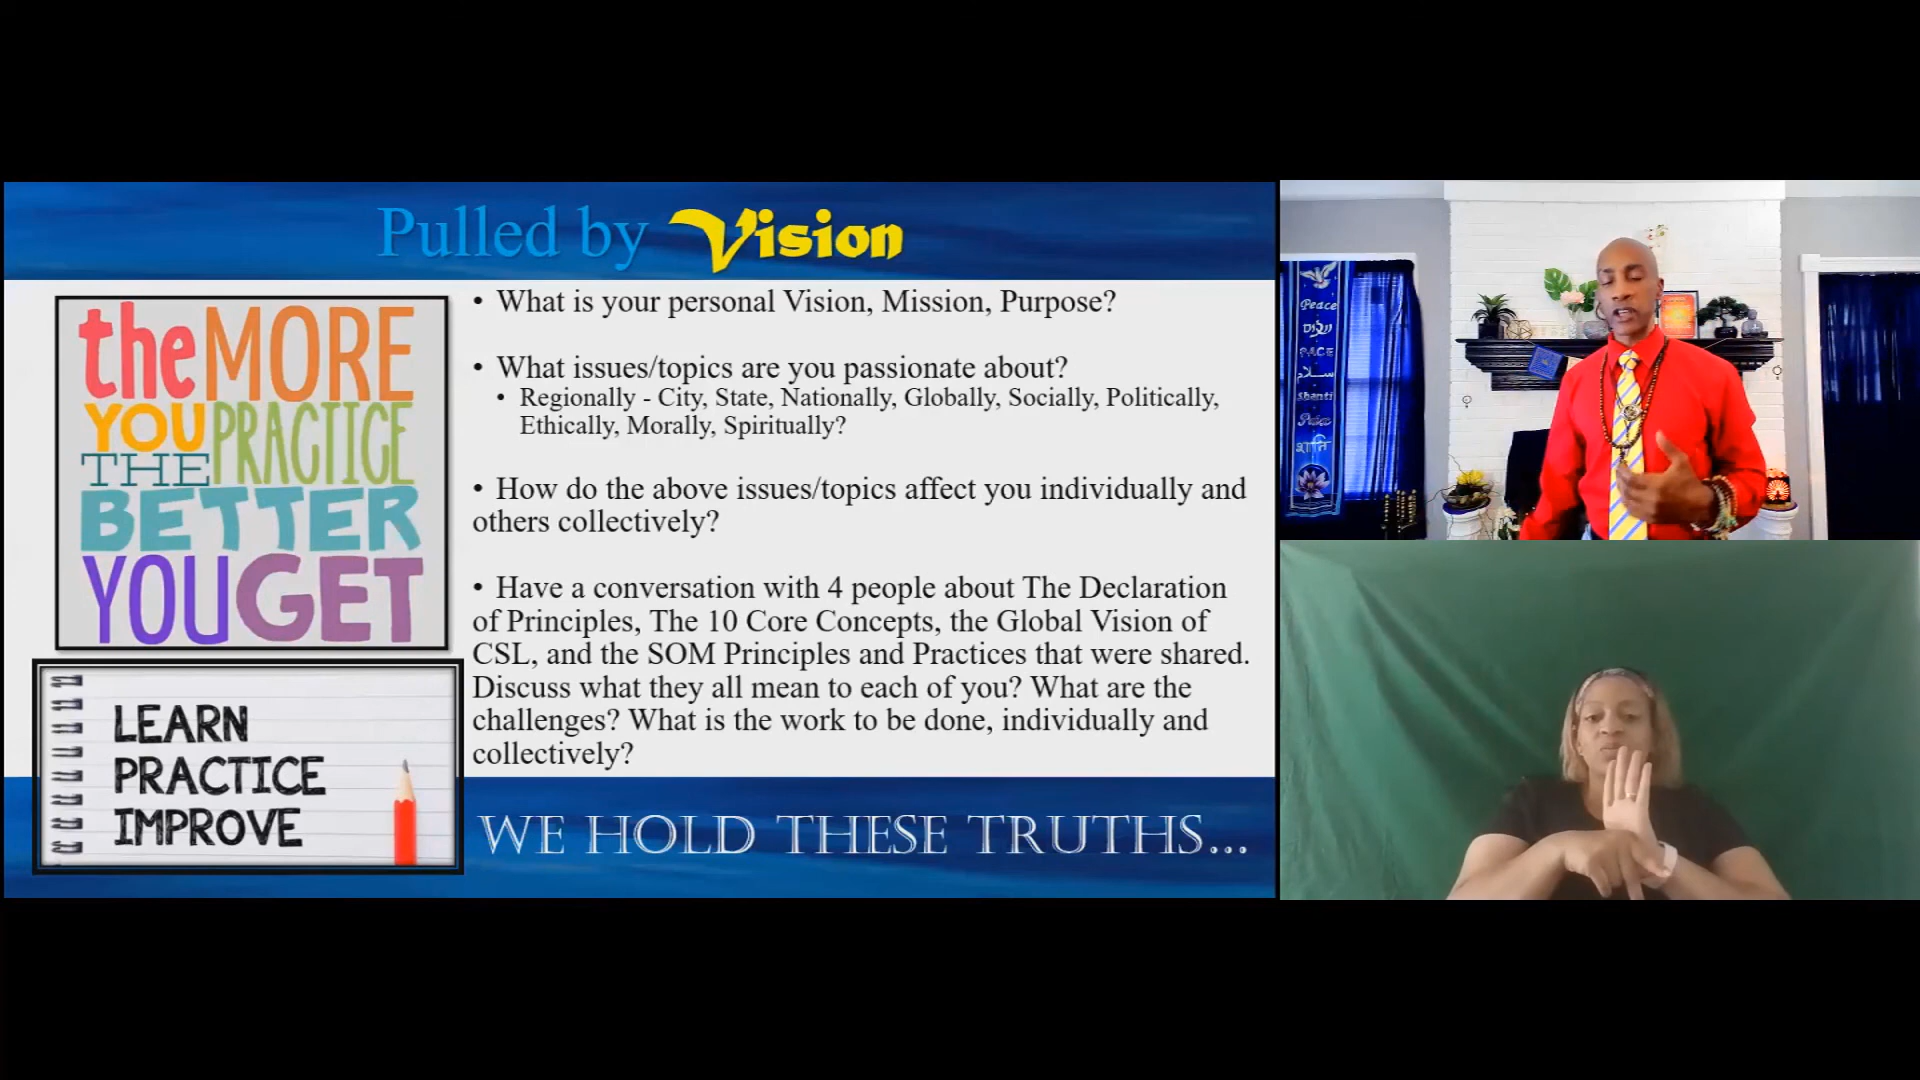 Pulled by Vision
the MORE
YOU PRACTICE
THE
BETTER
YOU GET
LEARN
PRACTICE
IMPROVE
• What is your personal Vision, Mission, Purpose?
• What issues/topics are you passionate about?
• Regionally - City, State, Nationally, Globally, Socially, Politically,
Ethically, Morally, Spiritually?
• How do the above issues/topics affect you individually and
others collectively?
• Have a conversation with 4 people about The Declaration
of Principles, The 10 Core Concepts, the Global Vision of
CSL, and the SOM Principles and Practices that were shared.
Discuss what they all mean to each of you? What are the
challenges? What is the work to be done, individually and
collectively?
WE HOLD THESE TRUTHS...
Peace
שלום
PACE
سلام
Shanti
शांति